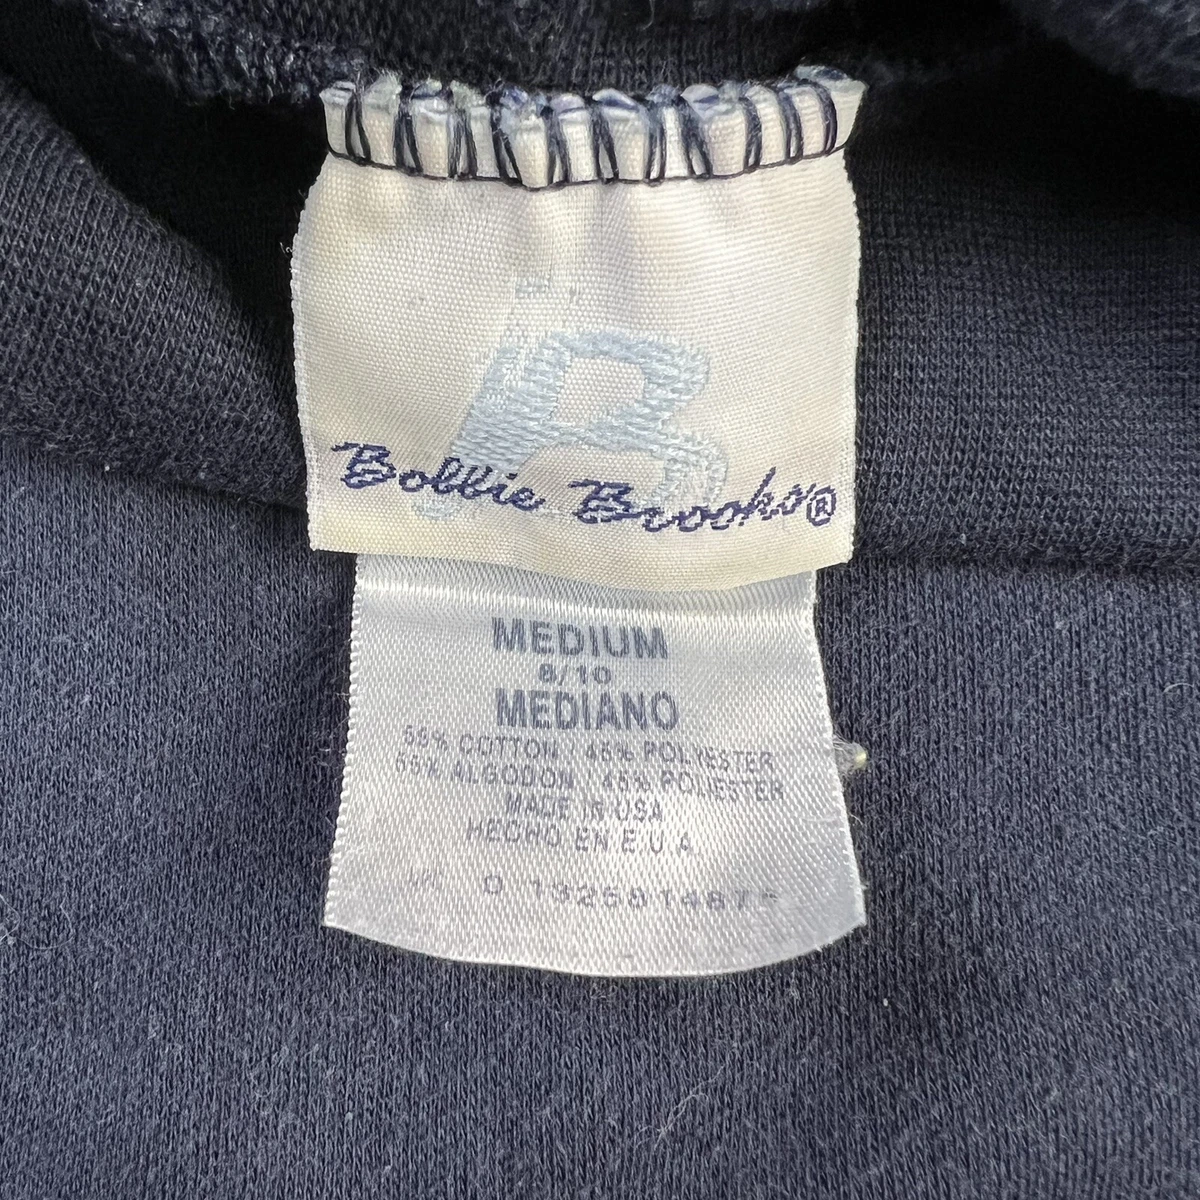 B
Bobbie Brooks®
MEDIUM
8/10
MEDIANO
55% COTTON / 45% POLYESTER
55% ALGODON / 45% POLIESTER
MADE IN USA
HECHO EN E.U.A.
0